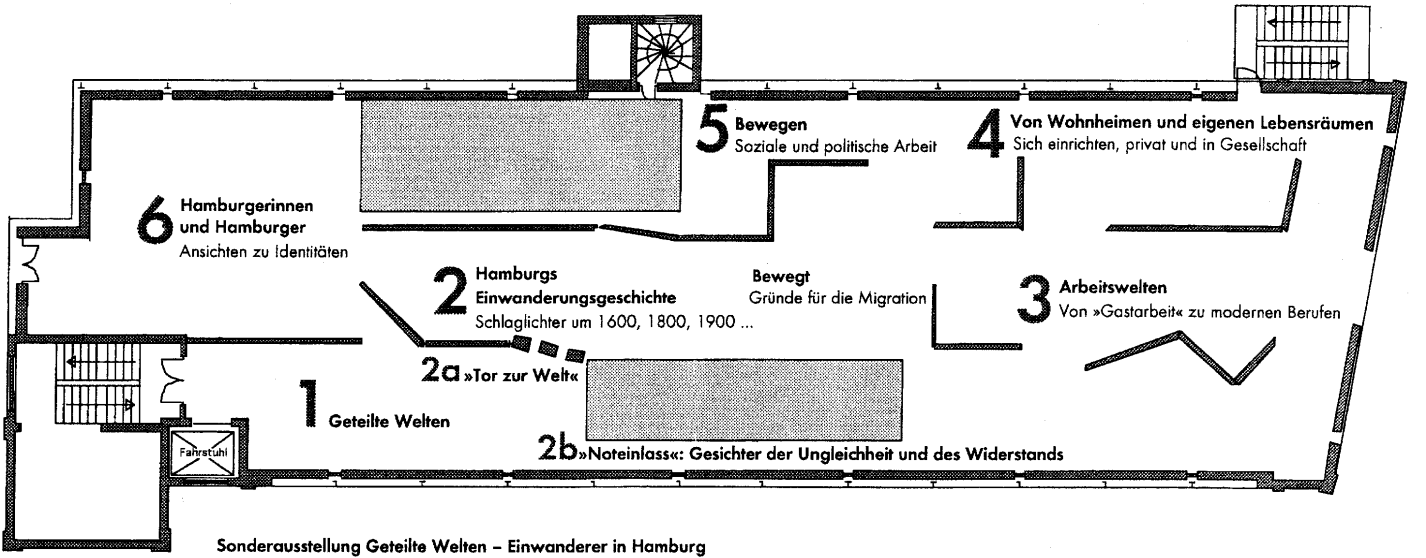 5 Bewegen
Soziale und politische Arbeit
4 Von Wohnheimen und eigenen Lebensräumen
Sich einrichten, privat und in Gesellschaft
6 Hamburgerinnen
und Hamburger
Ansichten zu Identitäten
2 Hamburgs
Einwanderungsgeschichte
Schlaglichter um 1600, 1800, 1900 ...
Bewegt
Gründe für die Migration
3 Arbeitswelten
Von »Gastarbeit« zu modernen Berufen
2a »Tor zur Welt«
1 Geteilte Welten
Fahrstuhl
2b »Noteinlass«: Gesichter der Ungleichheit und des Widerstands
Sonderausstellung Geteilte Welten – Einwanderer in Hamburg